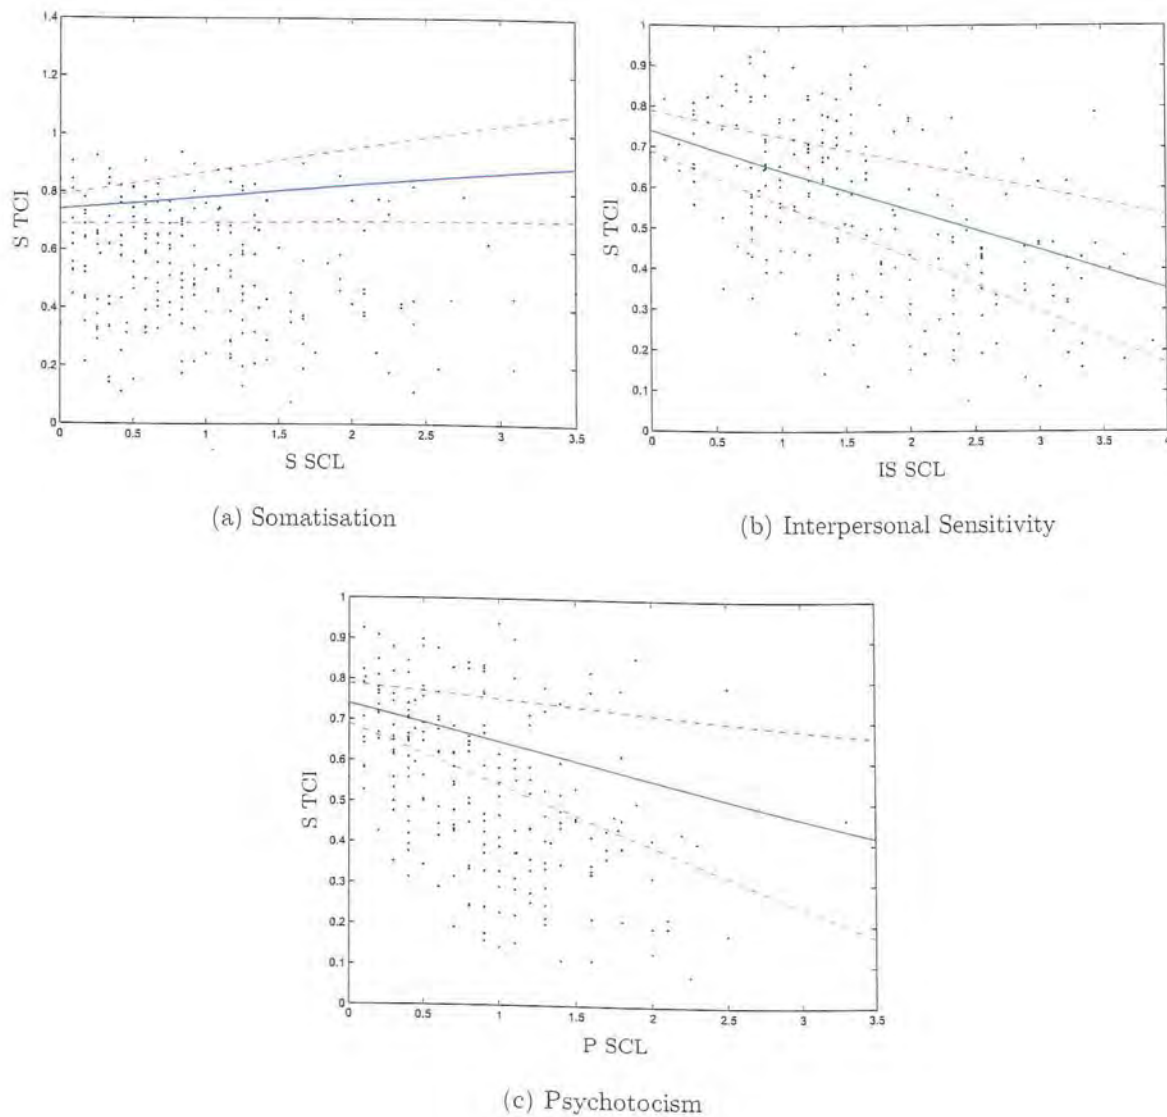 1.4
1.2
1
0.8
0.6
0.4
0.2
0
S TCI
0 0.5 1 1.5 2 2.5 3 3.5
S SCL
(a) Somatisation
1
0.9
0.8
0.7
0.6
0.5
0.4
0.3
0.2
0.1
0
S TCI
0 0.5 1 1.5 2 2.5 3 3.5 4
IS SCL
(b) Interpersonal Sensitivity
1
0.9
0.8
0.7
0.6
0.5
0.4
0.3
0.2
0.1
0
S TCI
0 0.5 1 1.5 2 2.5 3 3.5
P SCL
(c) Psychotocism